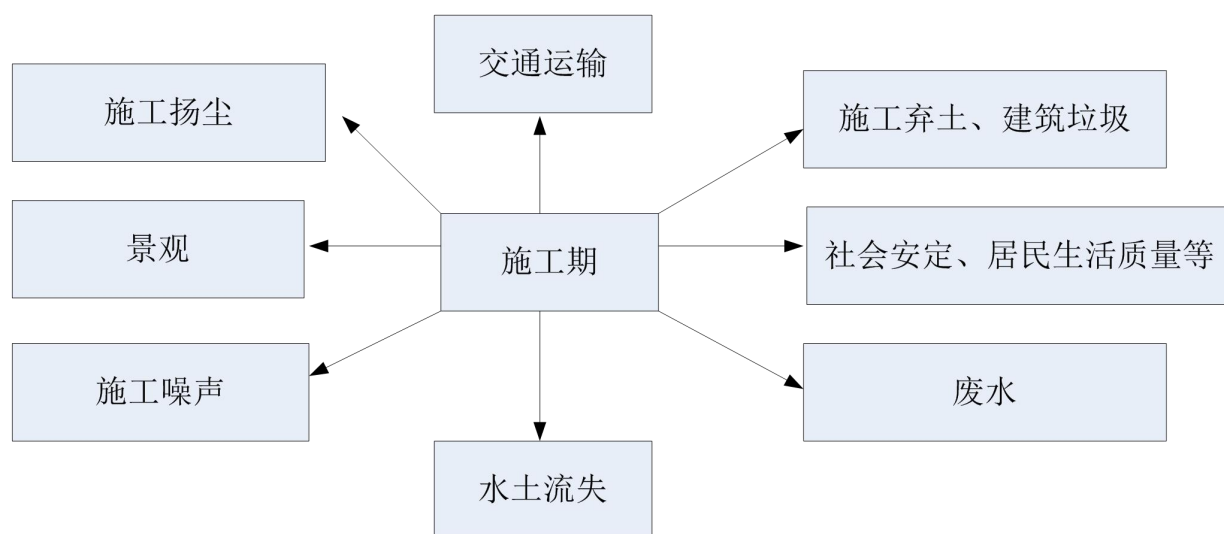 交通运输
施工扬尘
施工弃土、建筑垃圾
景观
施工期
社会安定、居民生活质量等
施工噪声
废水
水土流失